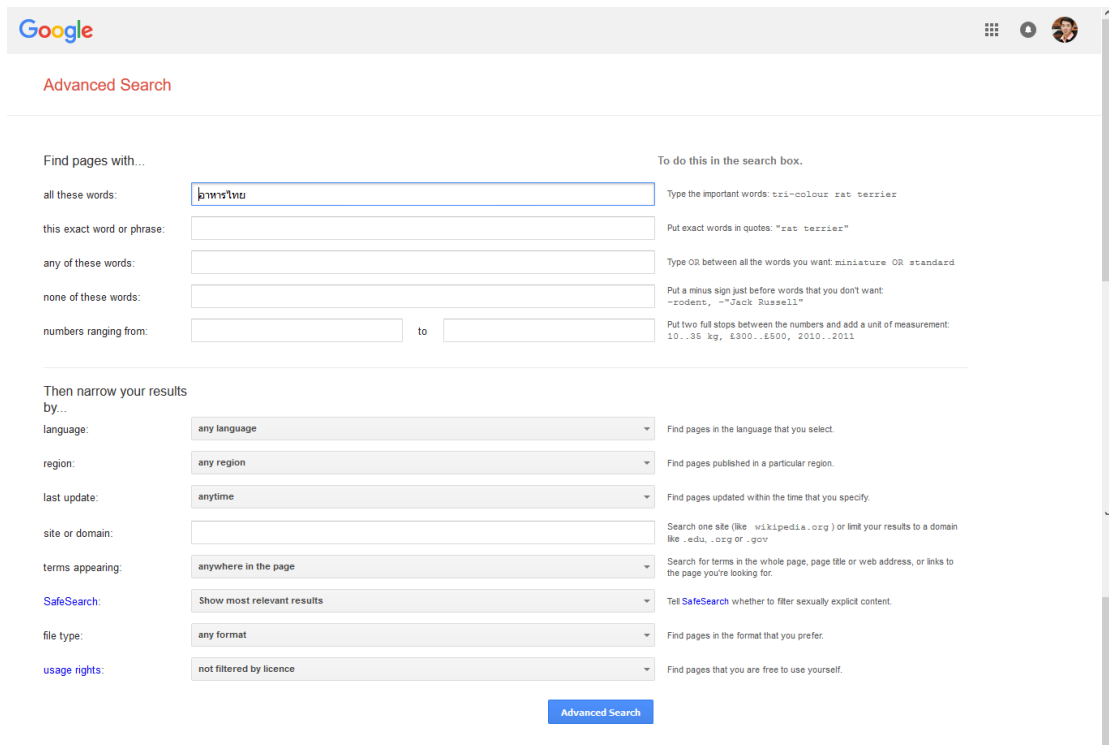 Google
Advanced Search
Find pages with...
To do this in the search box.
all these words:
อาหารไทย
Type the important words: tri-colour rat terrier
this exact word or phrase:
Put exact words in quotes: "rat terrier"
any of these words:
Type OR between all the words you want: miniature OR standard
none of these words:
Put a minus sign just before words that you don't want:
-rodent, -"Jack Russell"
numbers ranging from:
to
Put two full stops between the numbers and add a unit of measurement:
10..35 kg, £300..£500, 2010..2011
Then narrow your results
by...
language:
any language
Find pages in the language that you select.
region:
any region
Find pages published in a particular region.
last update:
anytime
Find pages updated within the time that you specify.
site or domain:
Search one site (like wikipedia.org ) or limit your results to a domain
like .edu, .org or .gov
terms appearing:
anywhere in the page
Search for terms in the whole page, page title or web address, or links to
the page you're looking for.
SafeSearch:
Show most relevant results
Tell SafeSearch whether to filter sexually explicit content.
file type:
any format
Find pages in the format that you prefer.
usage rights:
not filtered by licence
Find pages that you are free to use yourself.
Advanced Search